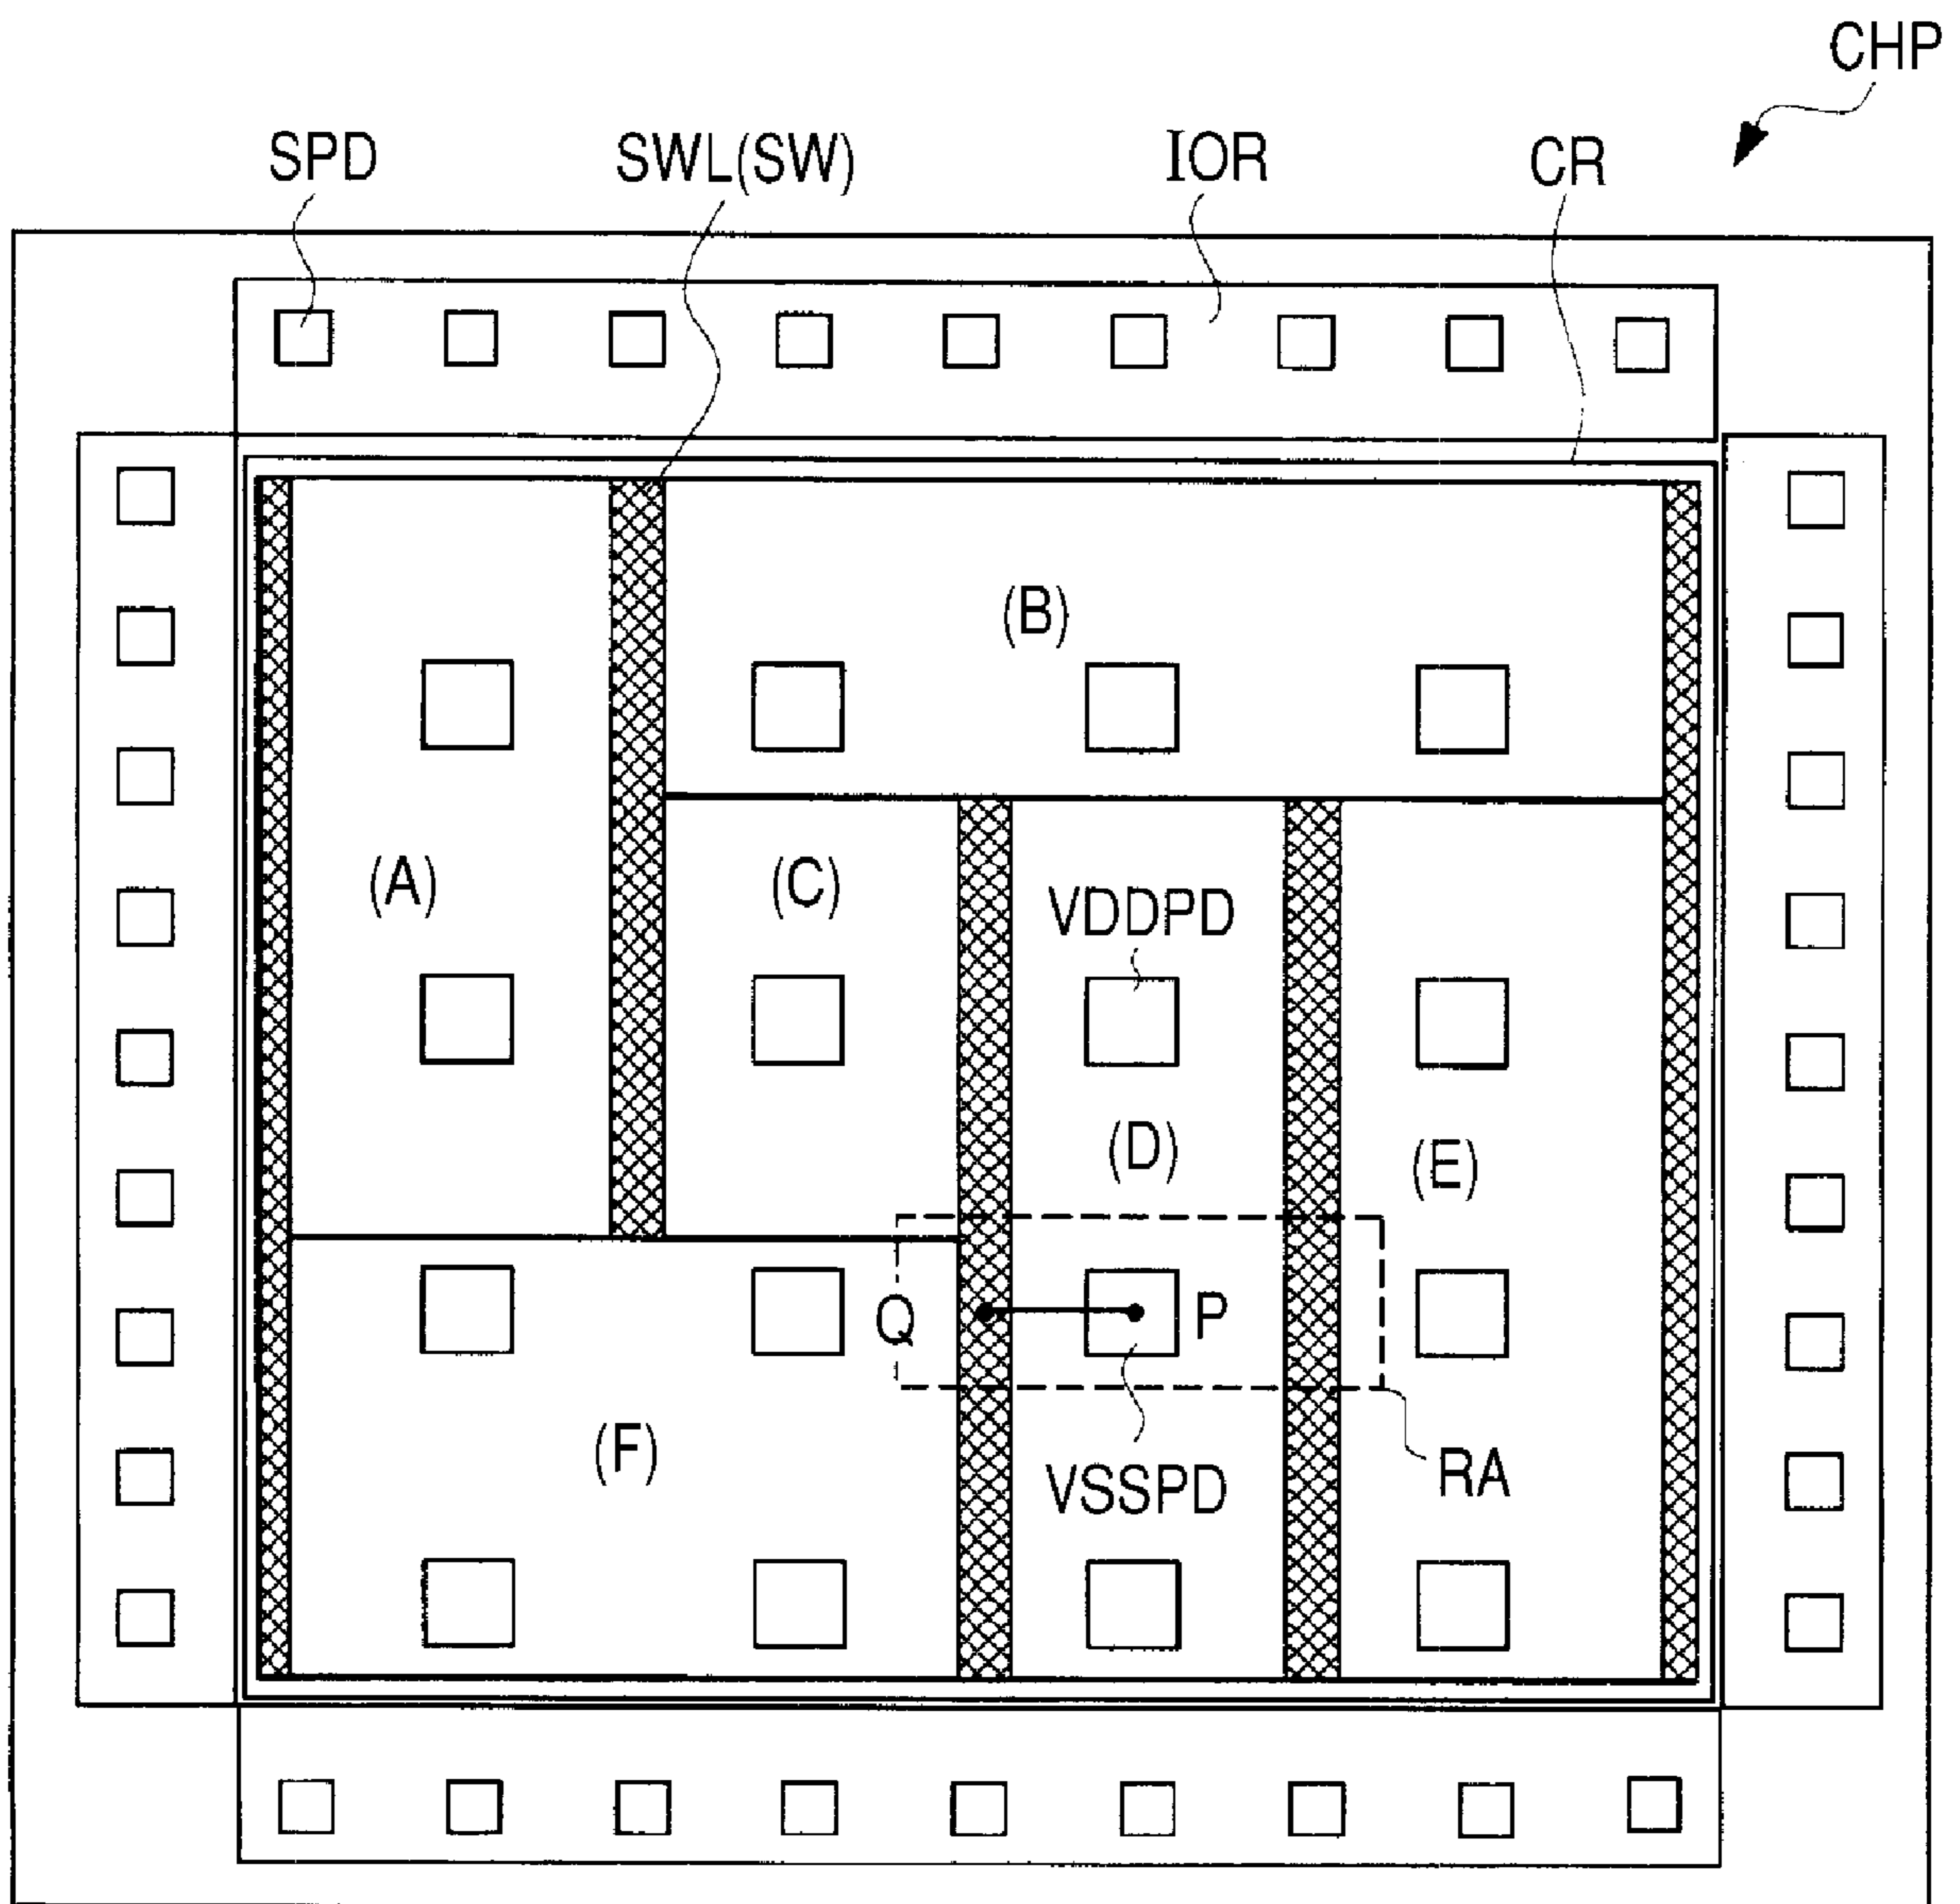 CHP
SPD
SWL(SW)
IOR
CR
(B)
(A)
(C)
VDDPD
(D)
(E)
Q
P
(F)
VSSPD
RA